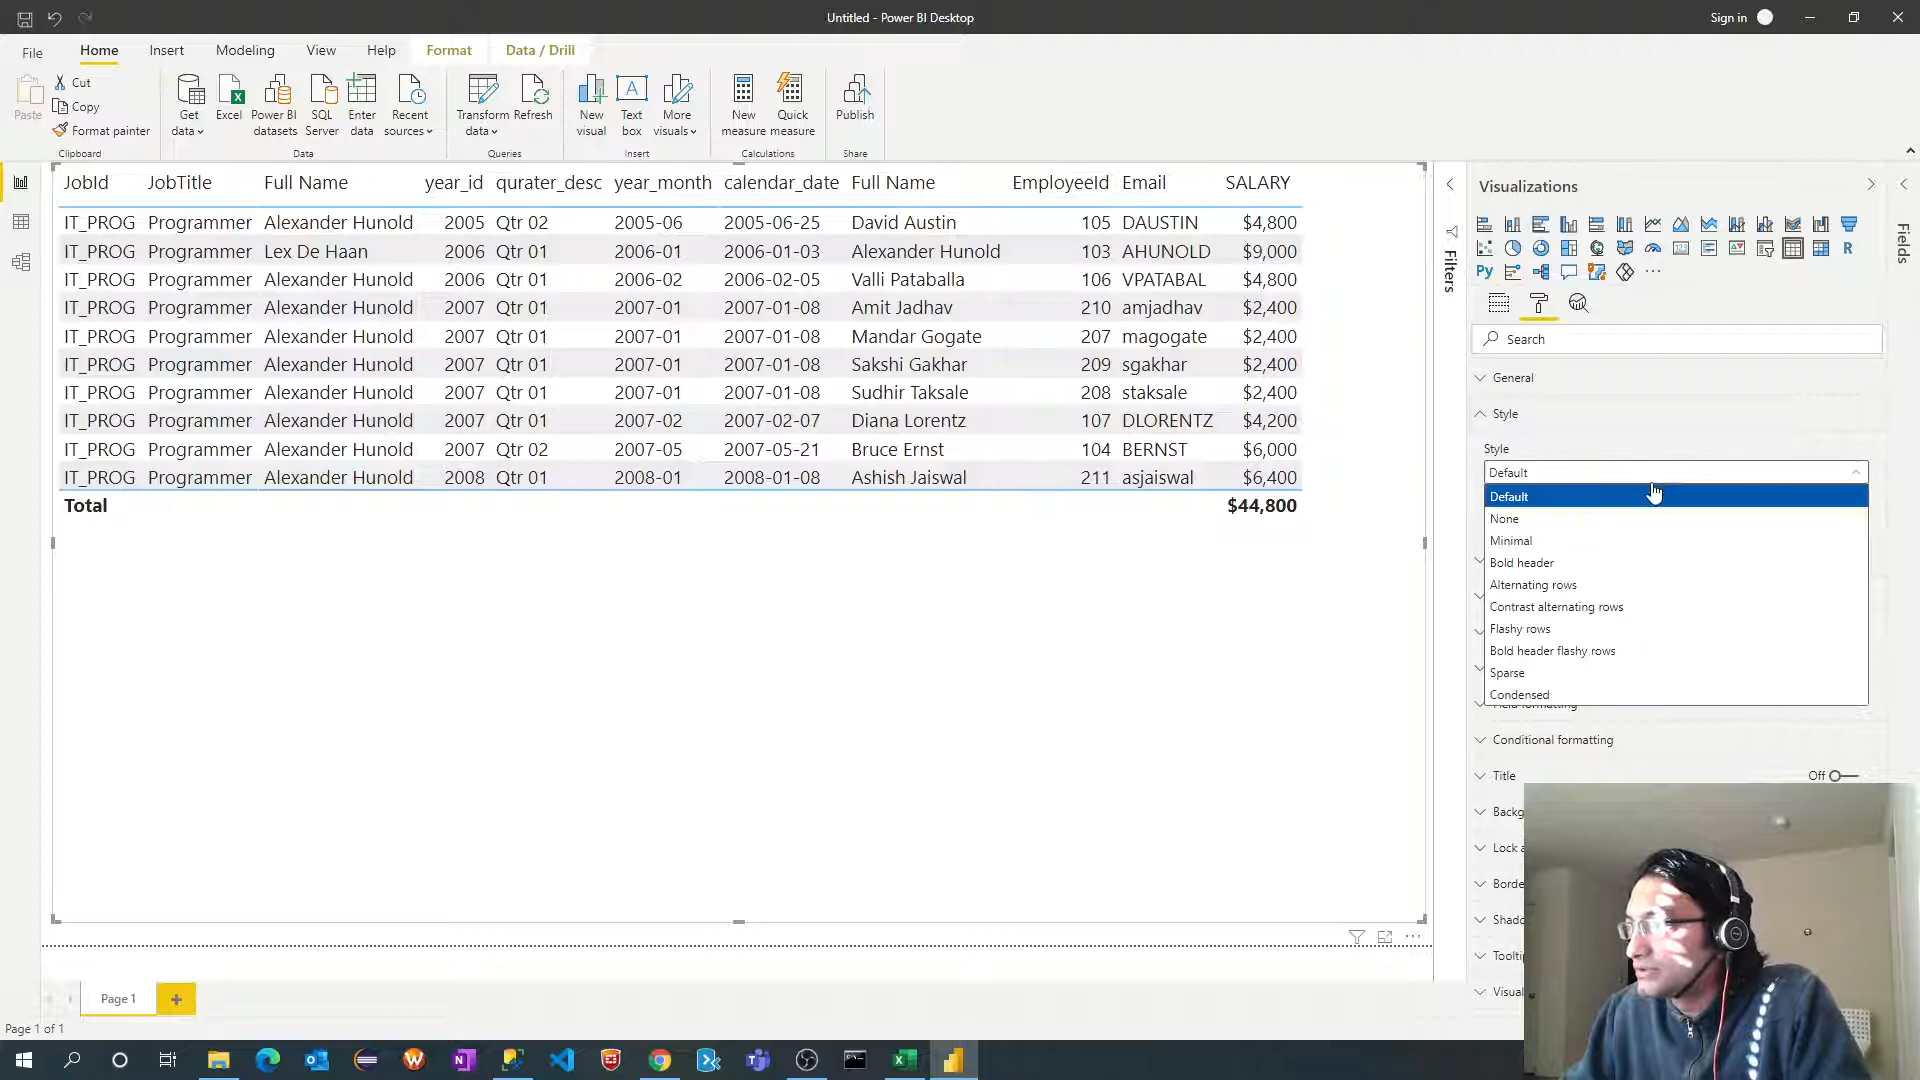 Untitled - Power BI Desktop
Sign in
File Home Insert Modeling View Help Format Data / Drill
Paste
Cut
Copy
Format painter
Clipboard
Get data
Excel
Power BI datasets
SQL Server
Enter data
Recent sources
Data
Transform data
Refresh
Queries
New visual
Text box
More visuals
Insert
New measure
Quick measure
Calculations
Publish
Share
JobId JobTitle Full Name year_id qurater_desc year_month calendar_date Full Name EmployeeId Email SALARY
IT_PROG Programmer Alexander Hunold 2005 Qtr 02 2005-06 2005-06-25 David Austin 105 DAUSTIN $4,800
IT_PROG Programmer Lex De Haan 2006 Qtr 01 2006-01 2006-01-03 Alexander Hunold 103 AHUNOLD $9,000
IT_PROG Programmer Alexander Hunold 2006 Qtr 01 2006-02 2006-02-05 Valli Pataballa 106 VPATABAL $4,800
IT_PROG Programmer Alexander Hunold 2007 Qtr 01 2007-01 2007-01-08 Amit Jadhav 210 amjadhav $2,400
IT_PROG Programmer Alexander Hunold 2007 Qtr 01 2007-01 2007-01-08 Mandar Gogate 207 magogate $2,400
IT_PROG Programmer Alexander Hunold 2007 Qtr 01 2007-01 2007-01-08 Sakshi Gakhar 209 sgakhar $2,400
IT_PROG Programmer Alexander Hunold 2007 Qtr 01 2007-01 2007-01-08 Sudhir Taksale 208 staksale $2,400
IT_PROG Programmer Alexander Hunold 2007 Qtr 01 2007-02 2007-02-07 Diana Lorentz 107 DLORENTZ $4,200
IT_PROG Programmer Alexander Hunold 2007 Qtr 02 2007-05 2007-05-21 Bruce Ernst 104 BERNST $6,000
IT_PROG Programmer Alexander Hunold 2008 Qtr 01 2008-01 2008-01-08 Ashish Jaiswal 211 asjaiswal $6,400
Total $44,800
Filters
Visualizations
Fields
R
Py
Search
General
Style
Style
Default
Default
None
Minimal
Bold header
Alternating rows
Contrast alternating rows
Flashy rows
Bold header flashy rows
Sparse
Condensed
Conditional formatting
Title Off
Backg
Lock a
Borde
Shado
Toolti
Visual
Page 1
Page 1 of 1